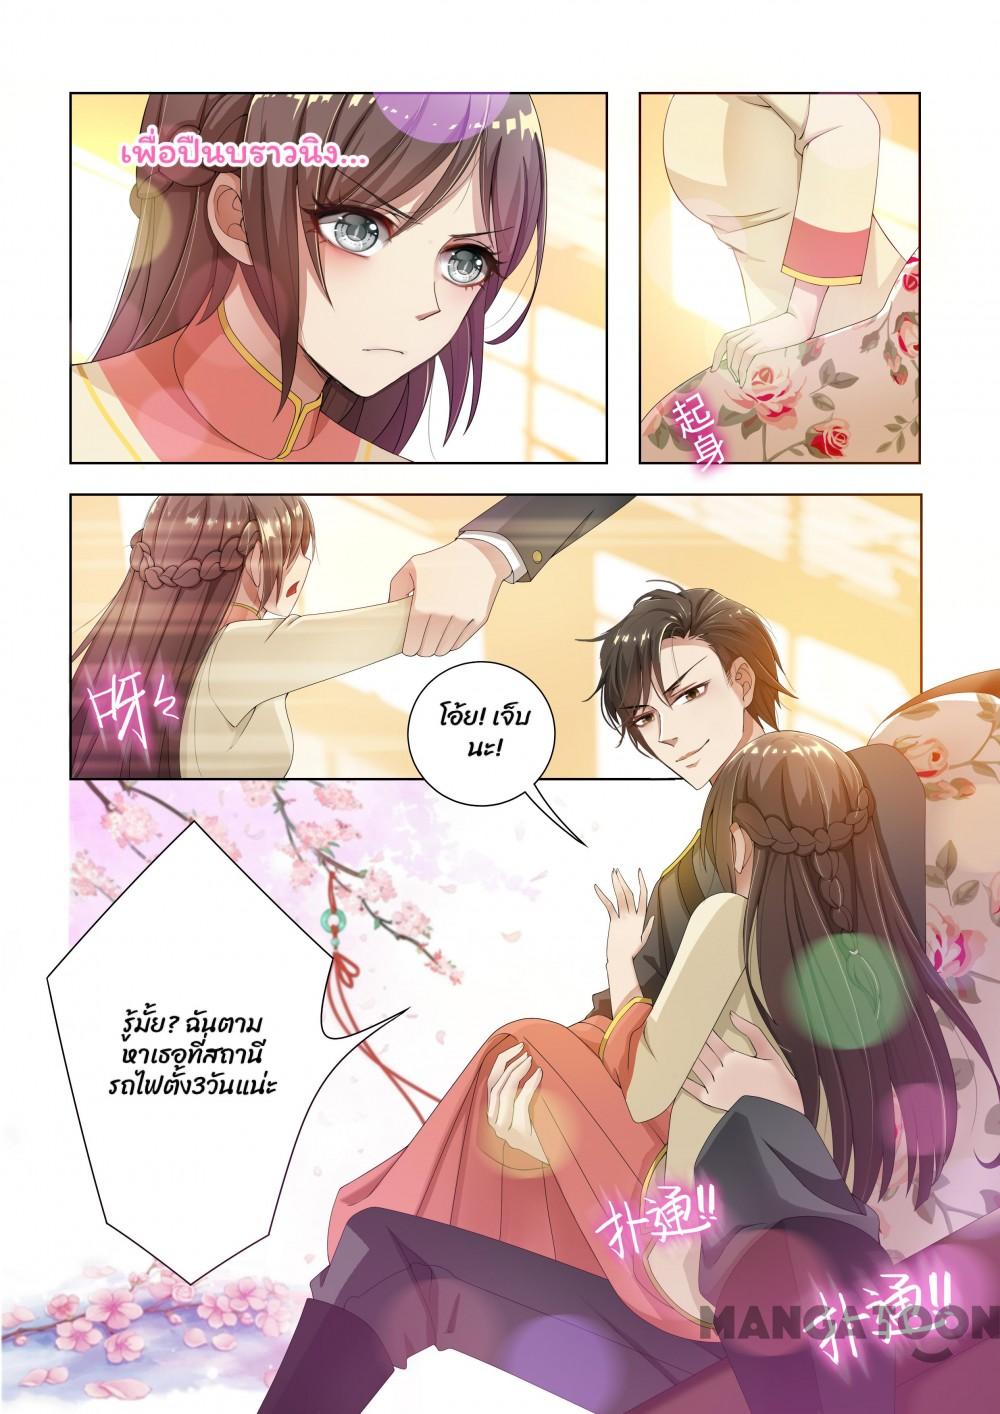 เพื่อปืนบราวนิง...
起身
呀々
โอ้ย! เจ็บ
นะ!
รู้มั้ย? ฉันตาม
หาเธอที่สถานี
รถไฟตั้ง3วันแน่ะ
扑通!!
扑通!!
MANGATOON